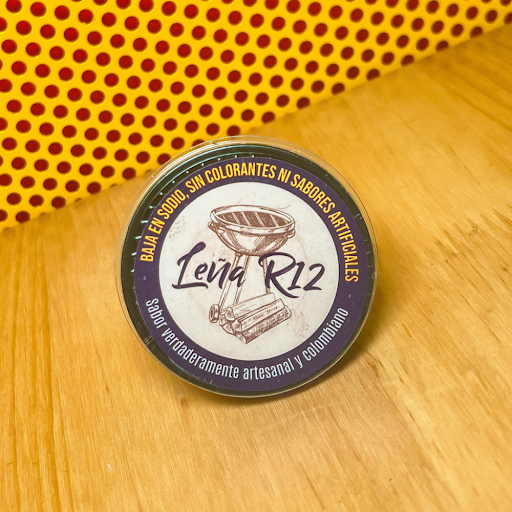 BAJA EN SODIO, SIN COLORANTES NI SABORES ARTIFICIALES
Leña R12
Sabor verdaderamente artesanal y colombiano